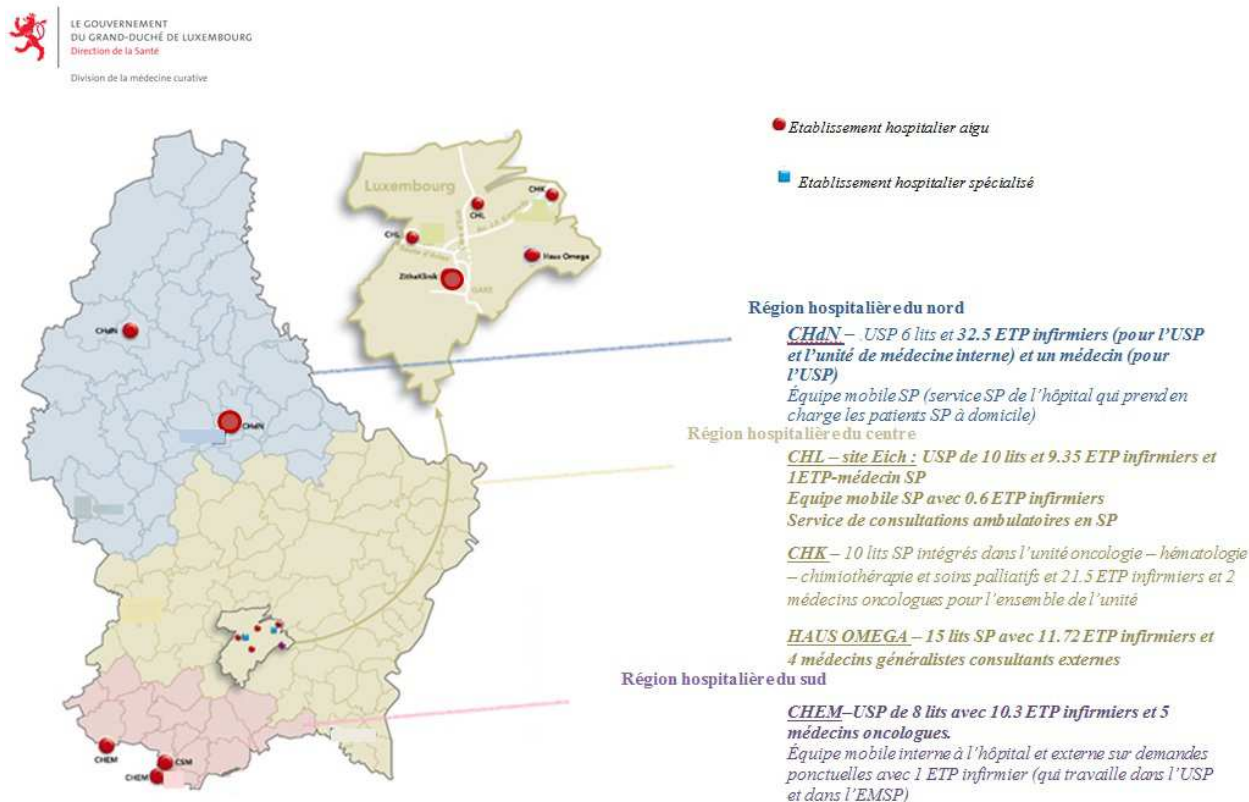 LE GOUVERNEMENT
DU GRAND-DUCHÉ DE LUXEMBOURG
Direction de la Santé
Division de la médecine curative
Etablissement hospitalier aigu
Etablissement hospitalier spécialisé
Luxembourg
CHK
CHL
CHL
Haus Omega
ZithaKlinik
GARE
CHdN
CHdN
CHEM
CSM
CHEM
Région hospitalière du nord
CHdN – .USP 6 lits et 32.5 ETP infirmiers (pour l’USP
et l’unité de médecine interne) et un médecin (pour
l’USP)
Équipe mobile SP (service SP de l’hôpital qui prend en
charge les patients SP à domicile)
Région hospitalière du centre
CHL – site Eich : USP de 10 lits et 9.35 ETP infirmiers et
1ETP-médecin SP
Equipe mobile SP avec 0.6 ETP infirmiers
Service de consultations ambulatoires en SP
CHK – 10 lits SP intégrés dans l’unité oncologie – hématologie
– chimiothérapie et soins palliatifs et 21.5 ETP infirmiers et 2
médecins oncologues pour l’ensemble de l’unité
HAUS OMEGA – 15 lits SP avec 11.72 ETP infirmiers et
4 médecins généralistes consultants externes
Région hospitalière du sud
CHEM–USP de 8 lits avec 10.3 ETP infirmiers et 5
médecins oncologues.
Équipe mobile interne à l’hôpital et externe sur demandes
ponctuelles avec 1 ETP infirmier (qui travaille dans l’USP
et dans l’EMSP)